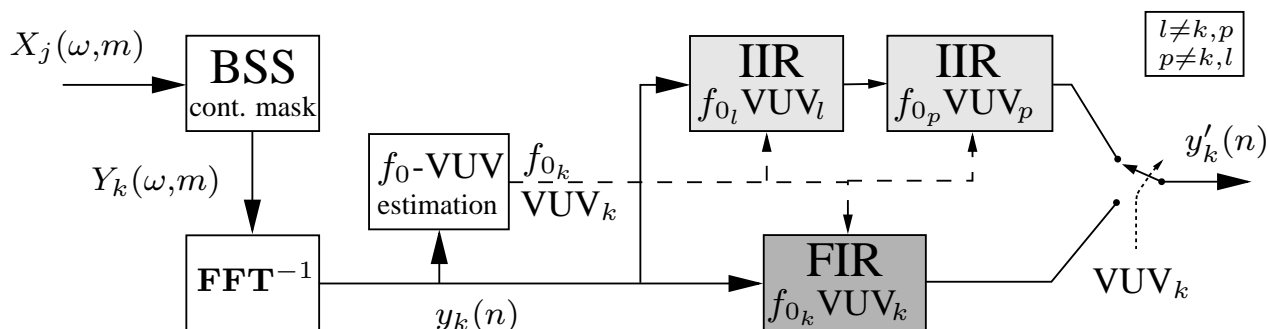 X_j(ω,m)
BSS
cont. mask
Y_k(ω,m)
FFT⁻¹
y_k(n)
f_0-VUV
estimation
f_{0_k}
VUV_k
IIR
f_{0_l} VUV_l
IIR
f_{0_p} VUV_p
FIR
f_{0_k} VUV_k
l≠k,p
p≠k,l
y′_k(n)
VUV_k